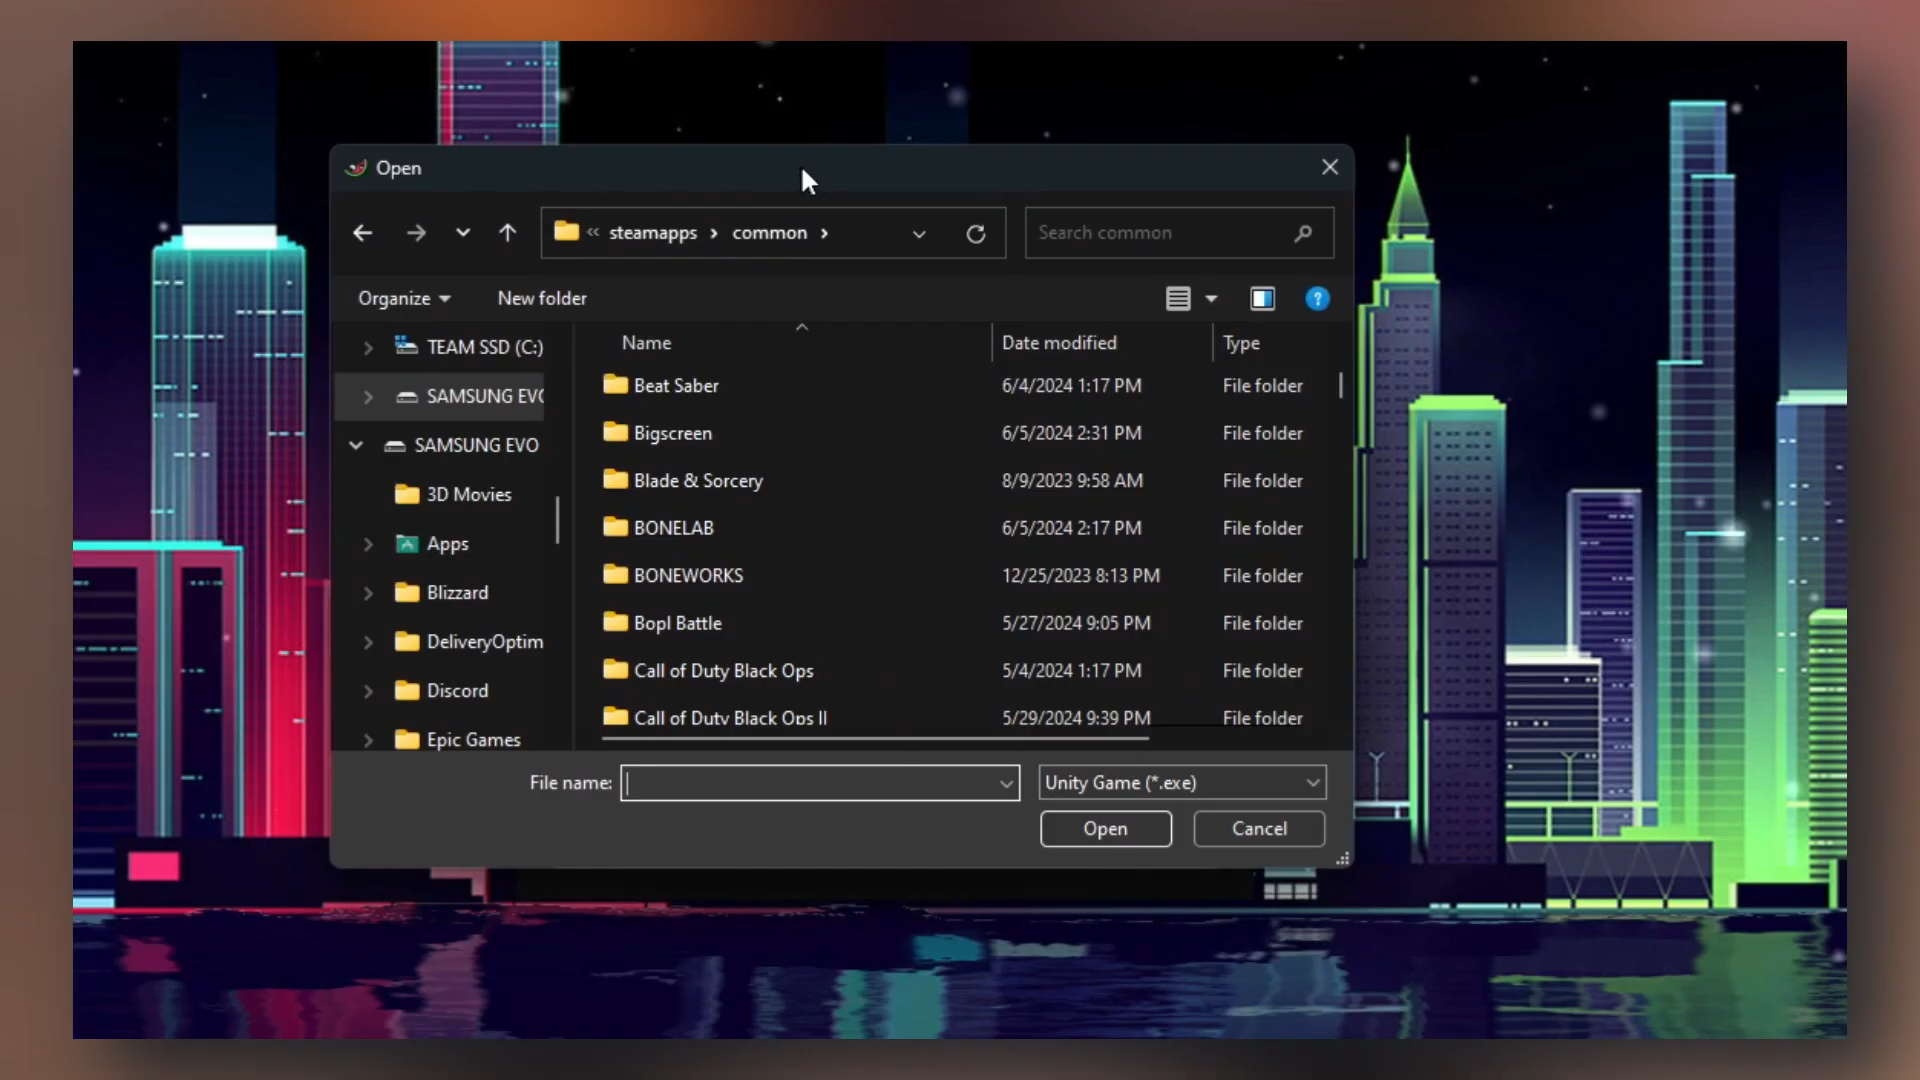 Open
« steamapps › common ›
Search common
Organize
New folder
Name
Date modified
Type
TEAM SSD (C:)
SAMSUNG EVO
SAMSUNG EVO
3D Movies
Apps
Blizzard
DeliveryOptim
Discord
Epic Games
Beat Saber 6/4/2024 1:17 PM File folder
Bigscreen 6/5/2024 2:31 PM File folder
Blade & Sorcery 8/9/2023 9:58 AM File folder
BONELAB 6/5/2024 2:17 PM File folder
BONEWORKS 12/25/2023 8:13 PM File folder
Bopl Battle 5/27/2024 9:05 PM File folder
Call of Duty Black Ops 5/4/2024 1:17 PM File folder
Call of Duty Black Ops II 5/29/2024 9:39 PM File folder
File name:
Unity Game (*.exe)
Open
Cancel